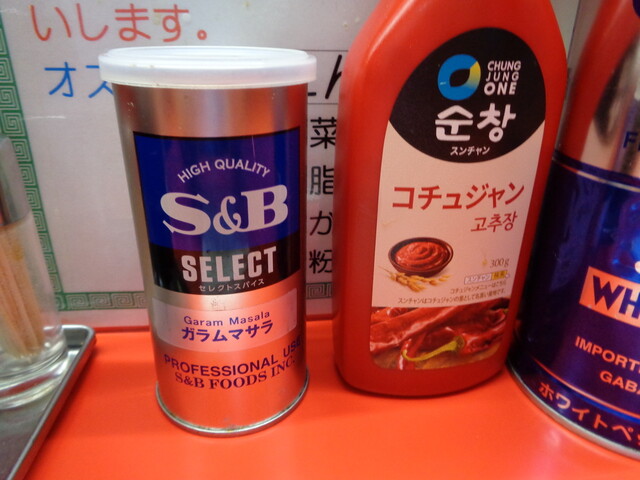 いします。
オス
菜
脂
が
粉
HIGH QUALITY
S&B
SELECT
セレクトスパイス
Garam Masala
ガラムマサラ
PROFESSIONAL USE
S&B FOODS INC.
CHUNG
JUNG
ONE
순창
スンチャン
コチュジャン
고추장
300g
WH
IMPORT
GAB
ホワイトペ